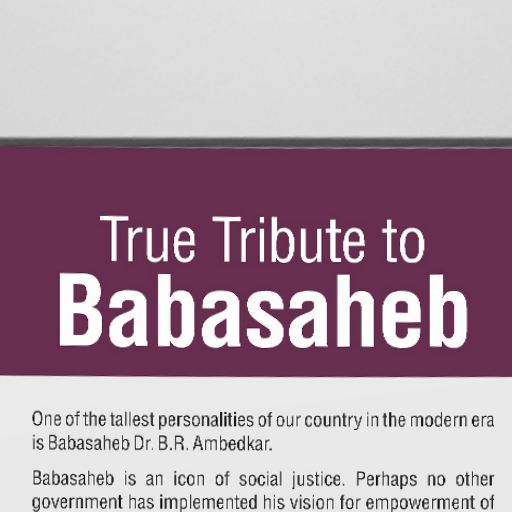 True Tribute to
Babasaheb
One of the tallest personalities of our country in the modern era
is Babasaheb Dr. B.R. Ambedkar.
Babasaheb is an icon of social justice. Perhaps no other
government has implemented his vision for empowerment of